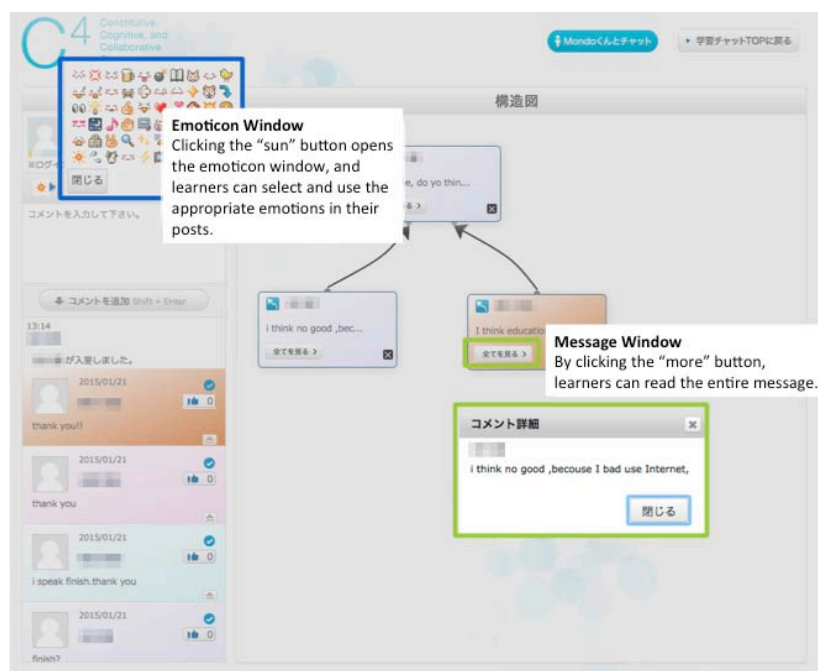 C4
Constitutive,
Cognitive, and
Collaborative
Mondoくんとチャット
学習チャットTOPに戻る
構造図
閉じる
Emoticon Window
Clicking the “sun” button opens
the emoticon window, and
learners can select and use the
appropriate emotions in their
posts.
コメントを入力して下さい。
コメントを追加 Shift + Enter
13:14
が入室しました。
2015/01/21
0
thank you!!
2015/01/21
0
thank you
2015/01/21
0
i speak finish.thank you
2015/01/21
0
finish?
e, do yo thin...
i think no good ,bec...
全てを見る >
I think educatio
全てを見る >
Message Window
By clicking the “more” button,
learners can read the entire message.
コメント詳細
i think no good ,becouse I bad use Internet,
閉じる